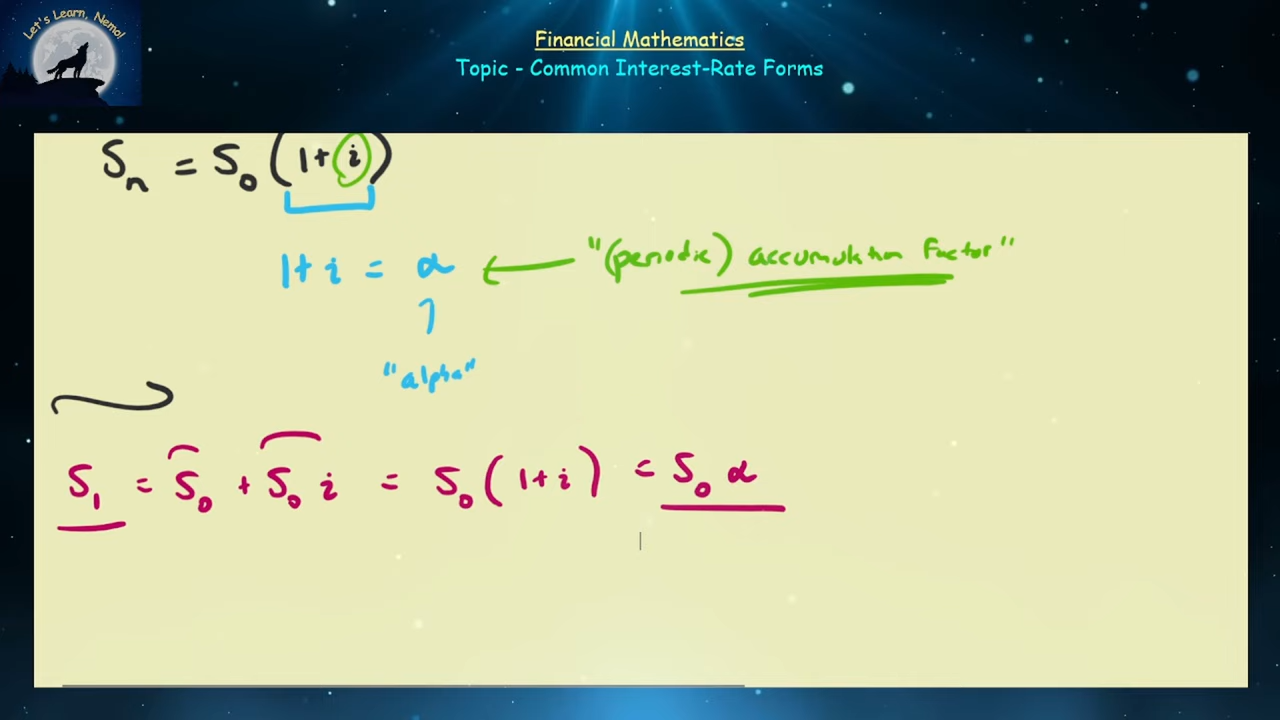 Let's Learn, Nemo!
Financial Mathematics
Topic - Common Interest-Rate Forms
Sₙ = S₀ (1 + i)
1 + i = α ← "(periodic) accumulation factor"
"alpha"
S₁ = S₀ + S₀ i = S₀ (1 + i) = S₀ α